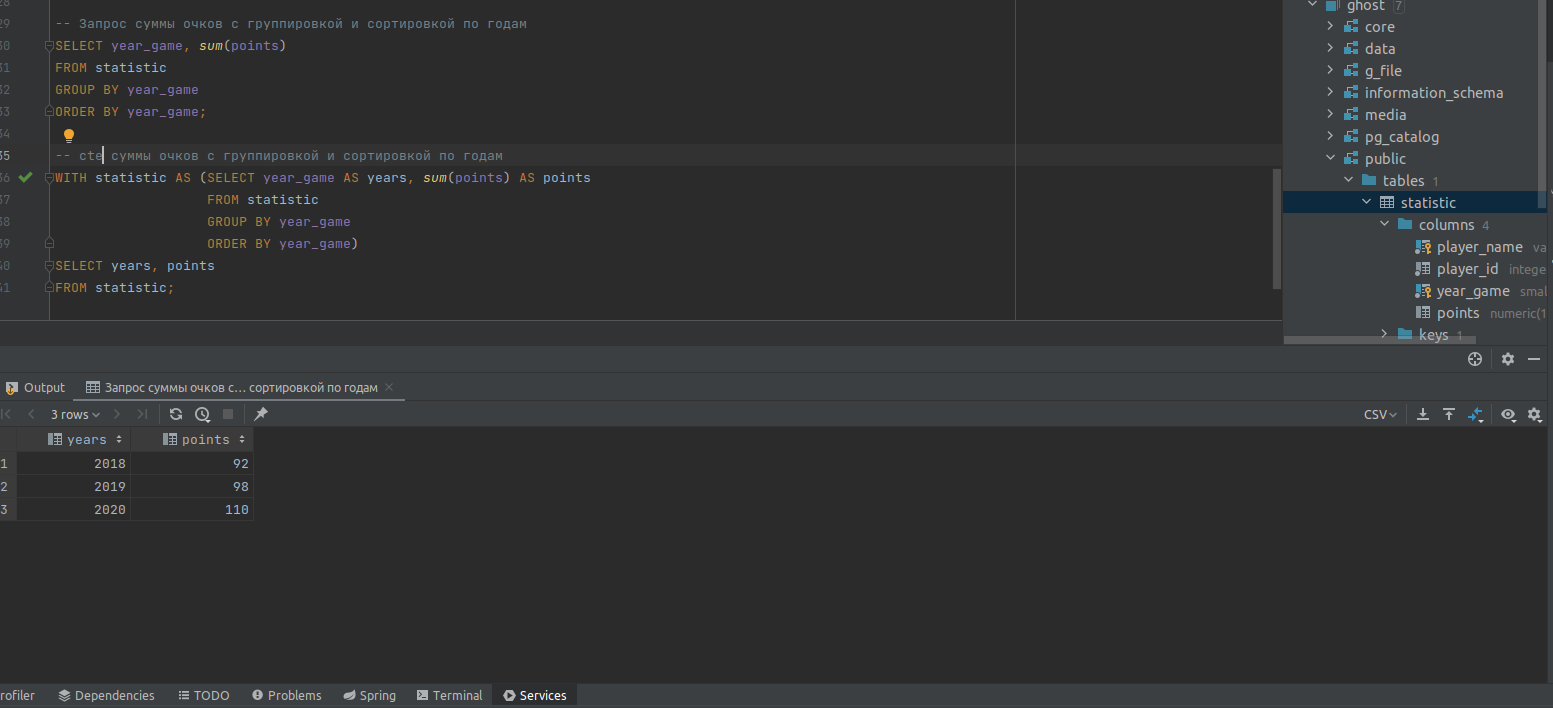 28
29 -- Запрос суммы очков с группировкой и сортировкой по годам
30 SELECT year_game, sum(points)
31 FROM statistic
32 GROUP BY year_game
33 ORDER BY year_game;
34
35 -- cte суммы очков с группировкой и сортировкой по годам
36 WITH statistic AS (SELECT year_game AS years, sum(points) AS points
37 FROM statistic
38 GROUP BY year_game
39 ORDER BY year_game)
40 SELECT years, points
41 FROM statistic;
ghost 7
core
data
g_file
information_schema
media
pg_catalog
public
tables 1
statistic
columns 4
player_name va
player_id intege
year_game smal
points numeric(1
keys 1
Output
Запрос суммы очков с... сортировкой по годам
3 rows
CSV
years points
1 2018 92
2 2019 98
3 2020 110
rofiler Dependencies TODO Problems Spring Terminal Services